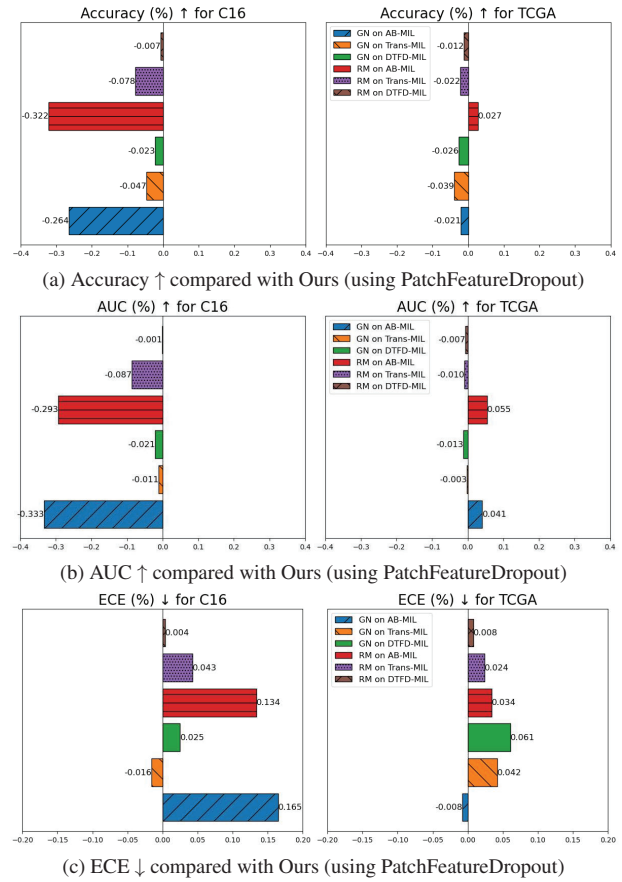 Accuracy (%) ↑ for C16
-0.007
-0.078
-0.322
-0.023
-0.047
-0.264
−0.4 −0.3 −0.2 −0.1 0.0 0.1 0.2 0.3 0.4
Accuracy (%) ↑ for TCGA
GN on AB-MIL
GN on Trans-MIL
GN on DTFD-MIL
RM on AB-MIL
RM on Trans-MIL
RM on DTFD-MIL
-0.012
-0.022
0.027
-0.026
-0.039
-0.021
−0.4 −0.3 −0.2 −0.1 0.0 0.1 0.2 0.3 0.4
(a) Accuracy ↑ compared with Ours (using PatchFeatureDropout)
AUC (%) ↑ for C16
-0.001
-0.087
-0.293
-0.021
-0.011
-0.333
−0.4 −0.3 −0.2 −0.1 0.0 0.1 0.2 0.3 0.4
AUC (%) ↑ for TCGA
GN on AB-MIL
GN on Trans-MIL
GN on DTFD-MIL
RM on AB-MIL
RM on Trans-MIL
RM on DTFD-MIL
-0.007
-0.010
0.055
-0.013
-0.003
0.041
−0.4 −0.3 −0.2 −0.1 0.0 0.1 0.2 0.3 0.4
(b) AUC ↑ compared with Ours (using PatchFeatureDropout)
ECE (%) ↓ for C16
0.004
0.043
0.134
0.025
-0.016
0.165
−0.20 −0.15 −0.10 −0.05 0.00 0.05 0.10 0.15 0.20
ECE (%) ↓ for TCGA
GN on AB-MIL
GN on Trans-MIL
GN on DTFD-MIL
RM on AB-MIL
RM on Trans-MIL
RM on DTFD-MIL
0.008
0.024
0.034
0.061
0.042
-0.008
−0.20 −0.15 −0.10 −0.05 0.00 0.05 0.10 0.15 0.20
(c) ECE ↓ compared with Ours (using PatchFeatureDropout)